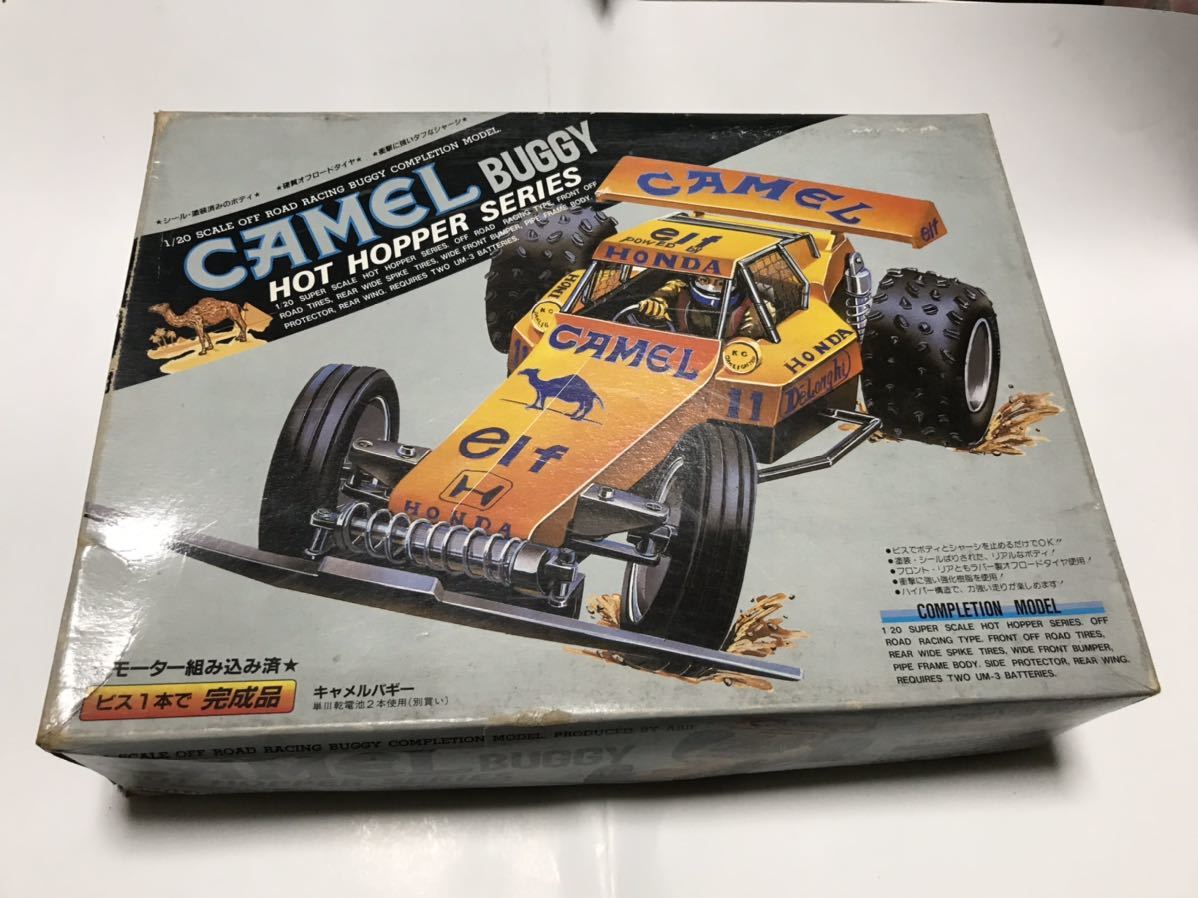 ★シール・塗装済みのボディ★ ★硬質オフロードタイヤ★ ★衝撃に強いタフなシャーシ★
1/20 SCALE OFF ROAD RACING BUGGY COMPLETION MODEL.
CAMEL BUGGY
HOT HOPPER SERIES
1/20 SUPER SCALE HOT HOPPER SERIES. OFF ROAD RACING TYPE, FRONT OFF
ROAD TIRES, REAR WIDE SPIKE TIRES, WIDE FRONT BUMPER, PIPE FRAME BODY,
PROTECTOR, REAR WING. REQUIRES TWO UM-3 BATTERIES.
CAMEL
elf
elf
POWERED BY
HONDA
HONDA
K.C
CAMEL
elf
HONDA
11
DeLonghi
HONDA
K.C
11
●ビスでボディとシャーシを止めるだけでOK!!
●塗装・シールばりされた、リアルなボディ!
●フロント・リアともラバー製オフロードタイヤ使用!
●衝撃に強い強化樹脂を使用!
●ハイパー構造で、力強い走りが楽しめます!
COMPLETION MODEL
1 20 SUPER SCALE HOT HOPPER SERIES. OFF
ROAD RACING TYPE, FRONT OFF ROAD TIRES,
REAR WIDE SPIKE TIRES, WIDE FRONT BUMPER,
PIPE FRAME BODY. SIDE PROTECTOR, REAR WING.
REQUIRES TWO UM-3 BATTERIES.
モーター組み込み済★
ビス1本で 完成品
キャメルバギー
単III乾電池2本使用(別買い)
SCALE OFF ROAD RACING BUGGY COMPLETION MODEL. PRODUCED BY ARII
CAMEL BUGGY